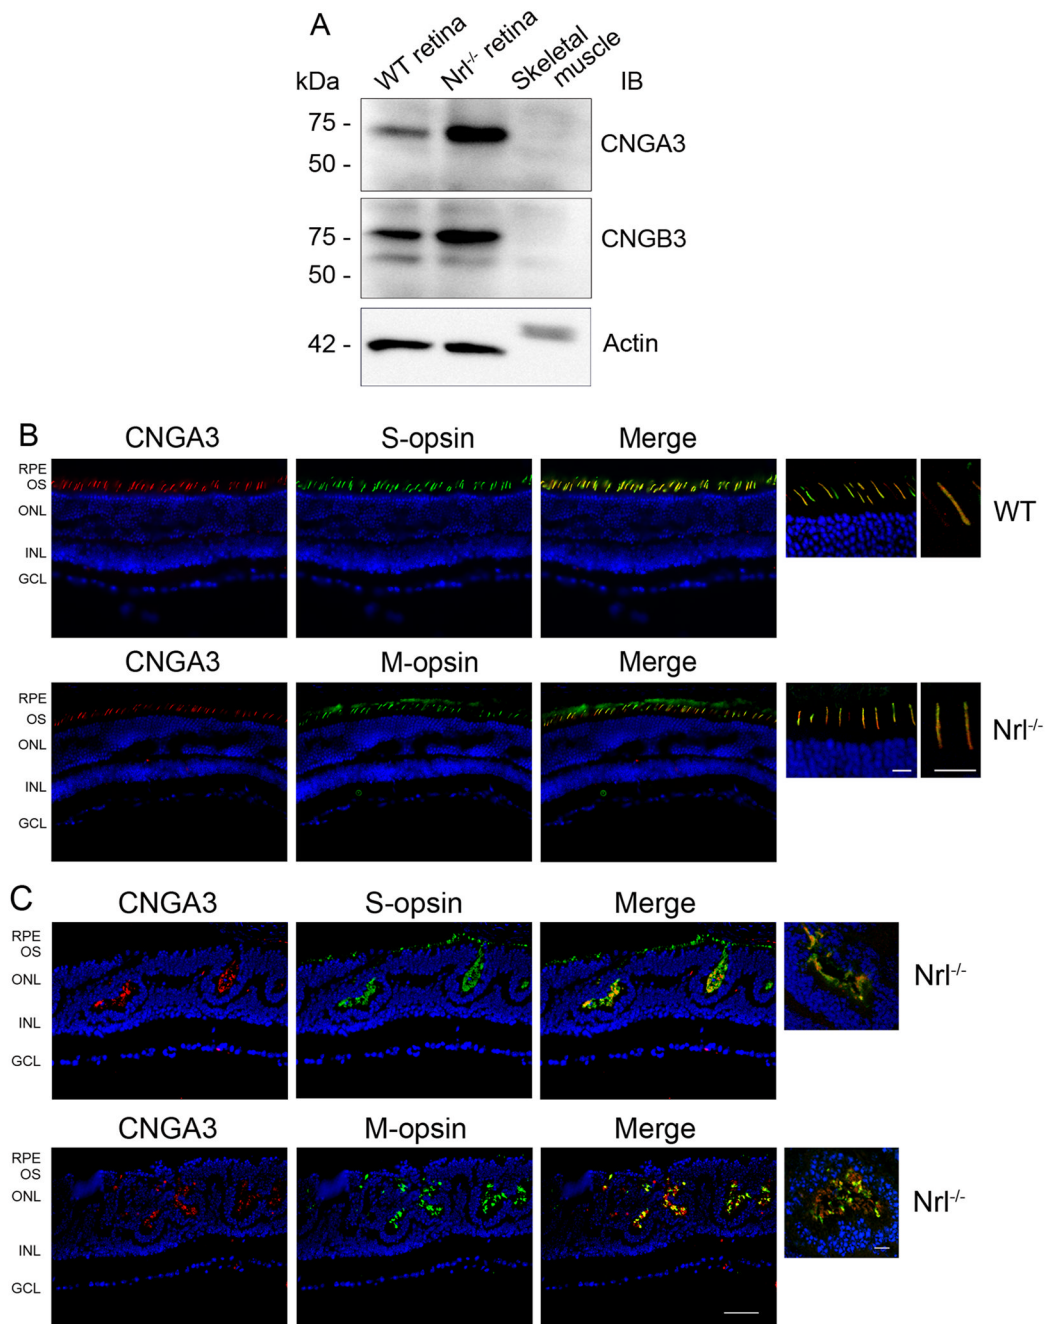 A
WT retina
Nrl-/- retina
Skeletal muscle
kDa
IB
75 -
50 -
CNGA3
75 -
50 -
CNGB3
42 -
Actin
B
CNGA3 S-opsin Merge
RPE
OS
ONL
INL
GCL
WT
CNGA3 M-opsin Merge
RPE
OS
ONL
INL
GCL
Nrl-/-
C
CNGA3 S-opsin Merge
RPE
OS
ONL
INL
GCL
Nrl-/-
CNGA3 M-opsin Merge
RPE
OS
ONL
INL
GCL
Nrl-/-